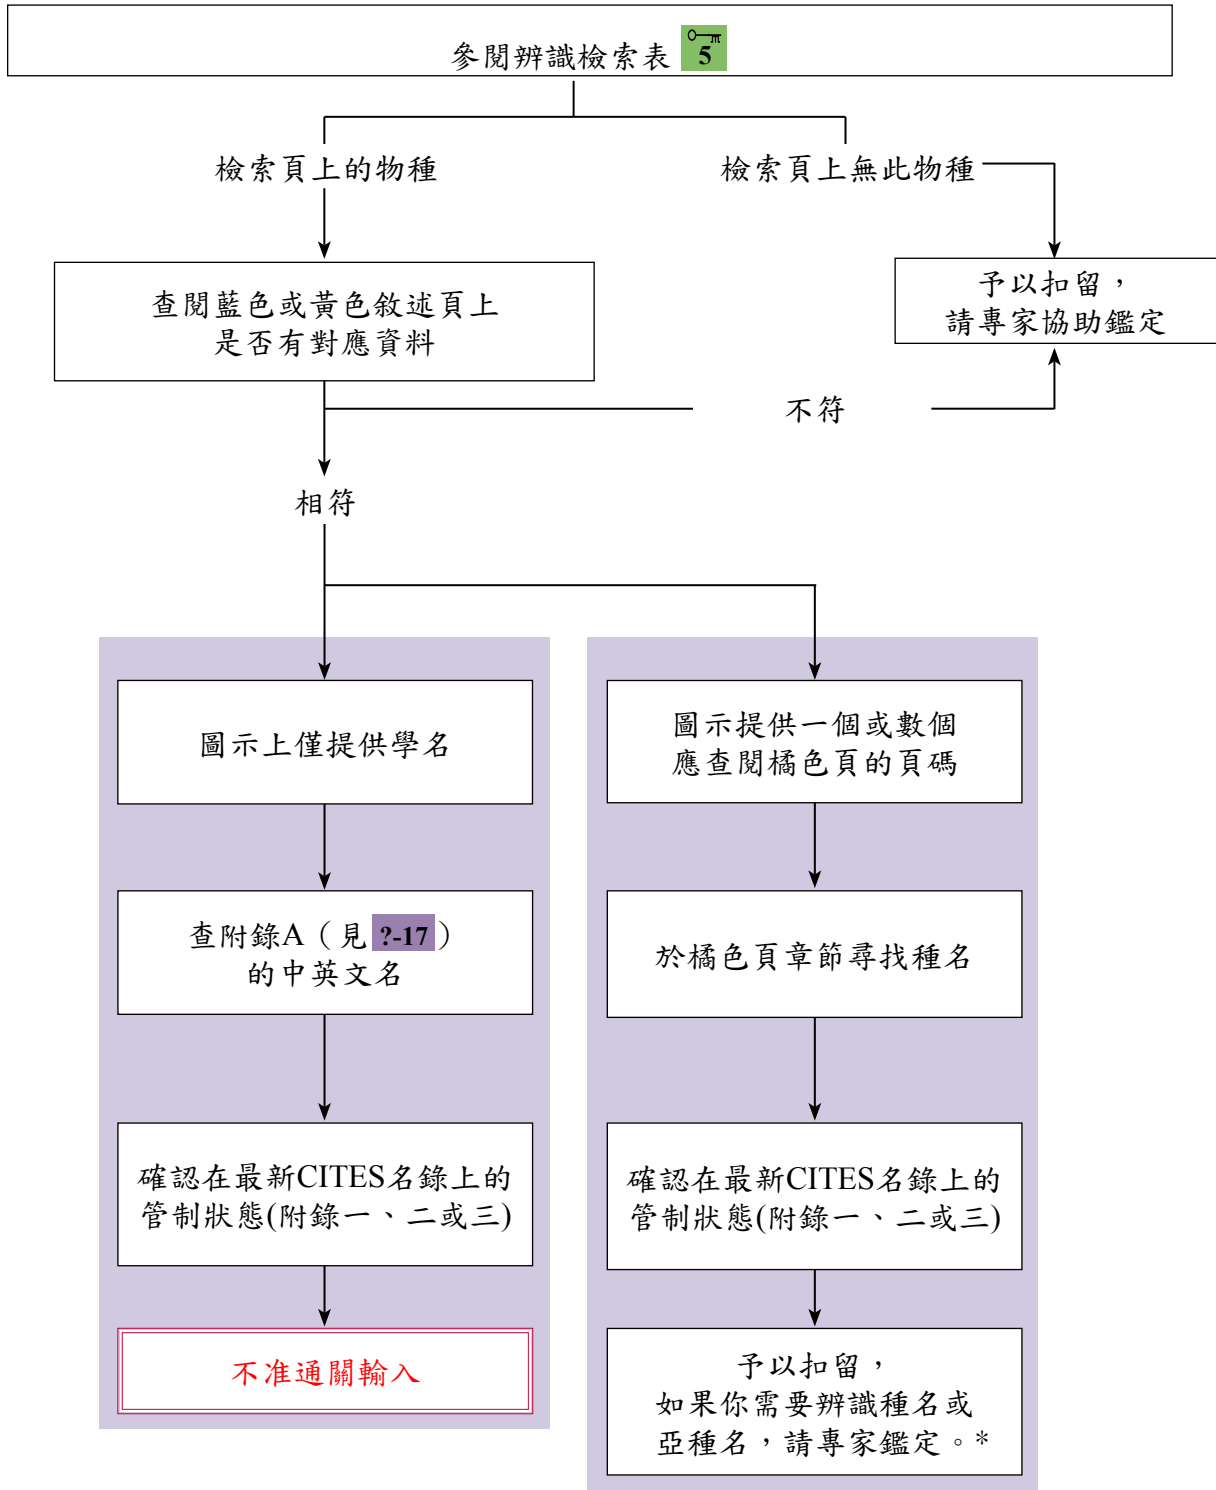 參閱辨識檢索表 5
檢索頁上的物種
檢索頁上無此物種
查閱藍色或黃色敘述頁上
是否有對應資料
予以扣留，
請專家協助鑑定
不符
相符
圖示上僅提供學名
圖示提供一個或數個
應查閱橘色頁的頁碼
查附錄A（見 ?-17）
的中英文名
於橘色頁章節尋找種名
確認在最新CITES名錄上的
管制狀態(附錄一、二或三)
確認在最新CITES名錄上的
管制狀態(附錄一、二或三)
不准通關輸入
予以扣留，
如果你需要辨識種名或
亞種名，請專家鑑定。*